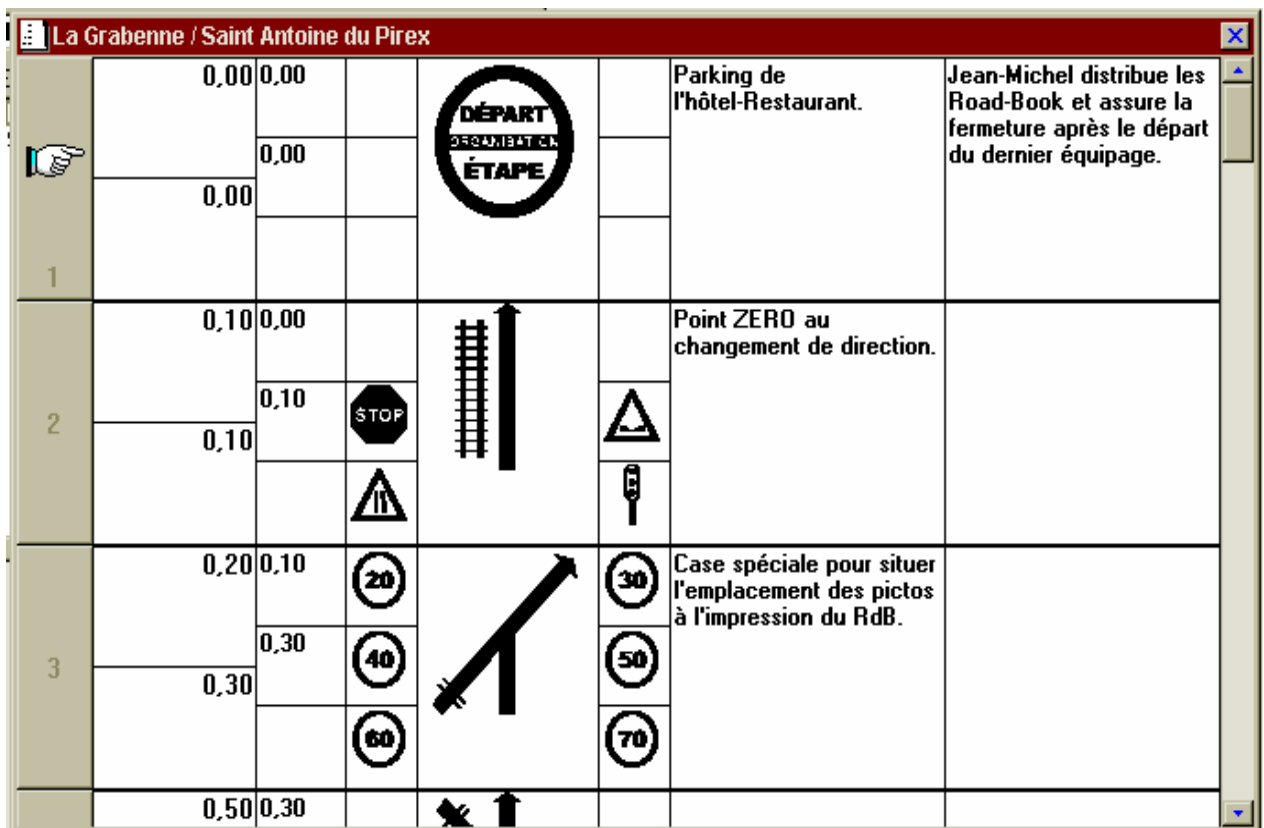 La Grabenne / Saint Antoine du Pirex
0,00 0,00
0,00
0,00
DÉPART
ORGANISATION
ÉTAPE
Parking de
l'hôtel-Restaurant.
Jean-Michel distribue les
Road-Book et assure la
fermeture après le départ
du dernier équipage.
1
0,10 0,00
0,10
0,10
STOP
Point ZERO au
changement de direction.
2
0,20 0,10
0,30
0,30
20
40
60
30
50
70
Case spéciale pour situer
l'emplacement des pictos
à l'impression du RdB.
3
0,50 0,30